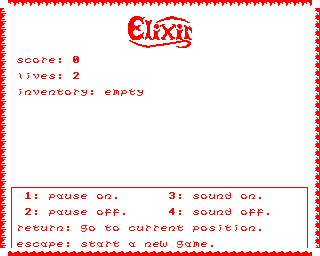 Elixir
score: 0
lives: 2
inventory: empty
1: pause on. 3: sound on.
2: pause off. 4: sound off.
return: go to current position.
escape: start a new game.